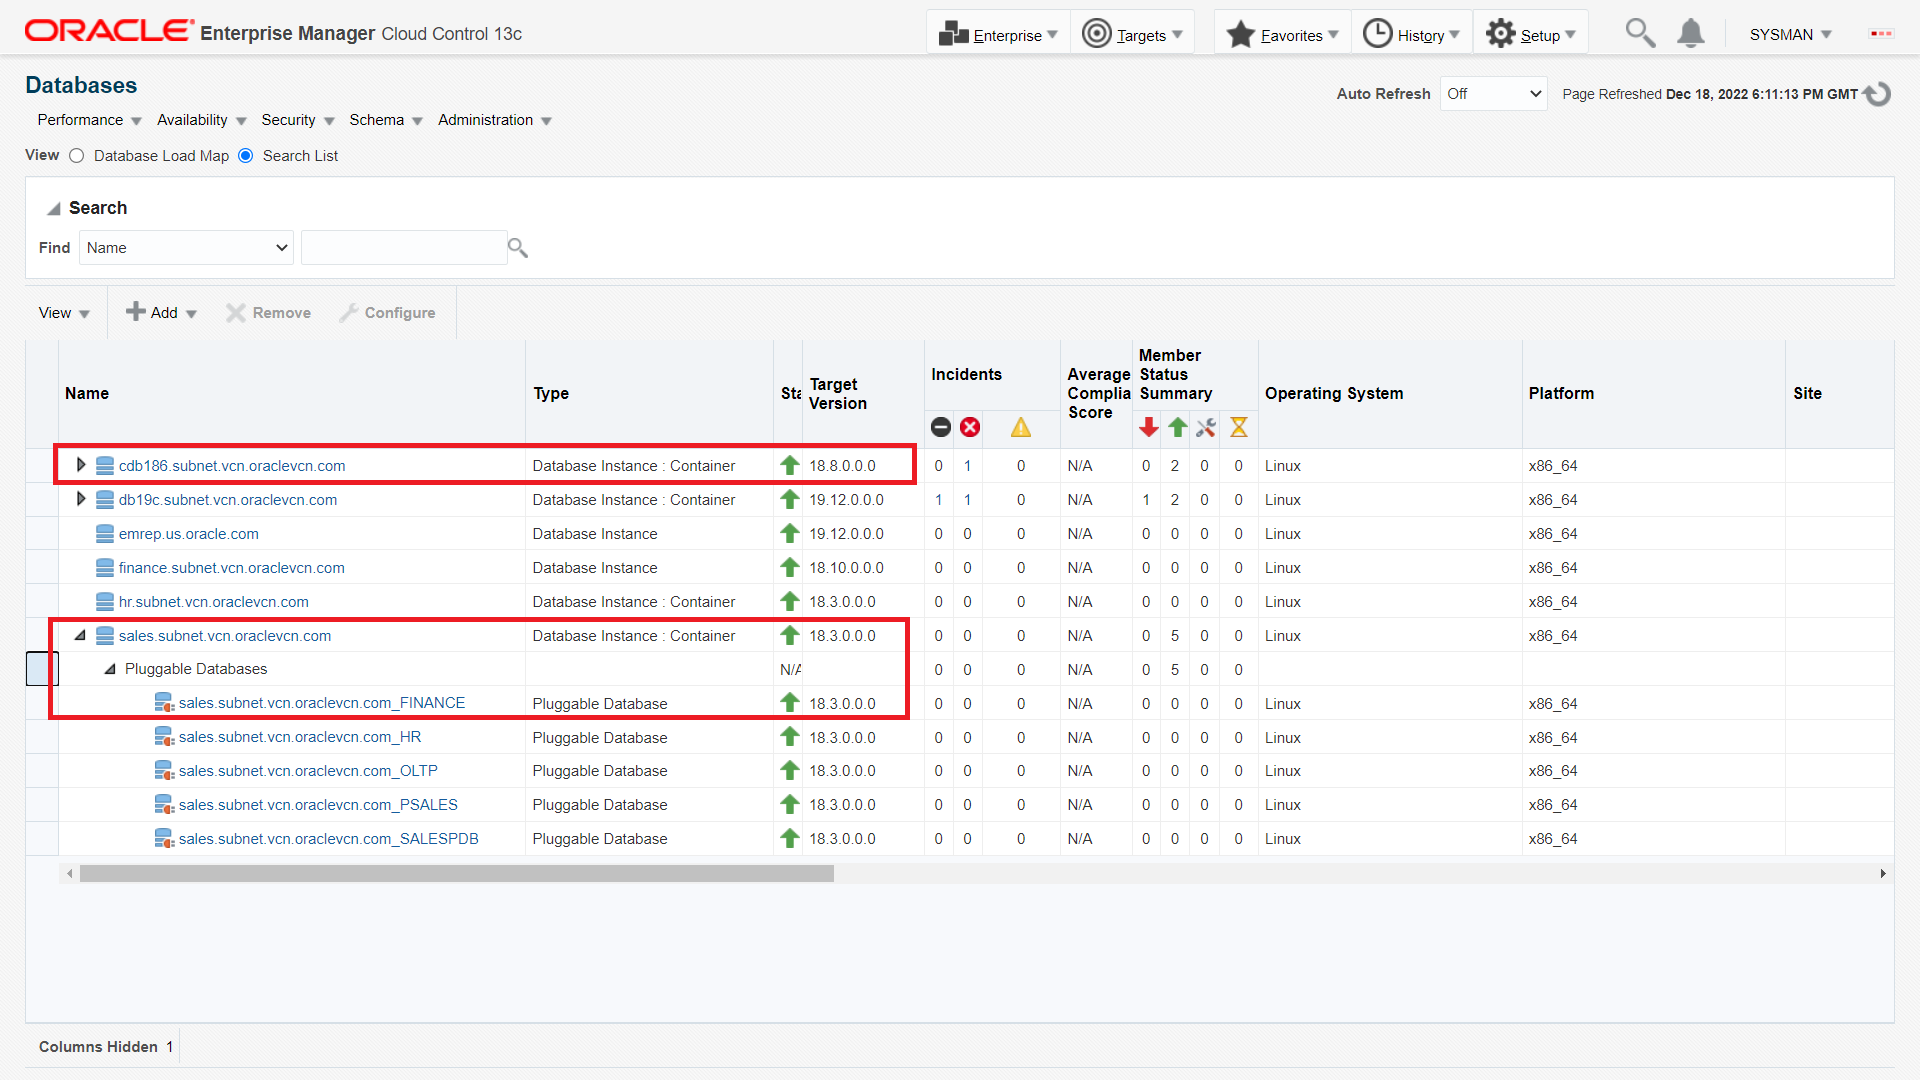 ORACLE Enterprise Manager Cloud Control 13c Enterprise Targets Favorites History Setup SYSMAN
Databases
Auto Refresh Off Page Refreshed Dec 18, 2022 6:11:13 PM GMT
Performance Availability Security Schema Administration
View Database Load Map Search List
Search
Find Name
View Add Remove Configure
Name Type Sta Target Version Incidents Average Complia Score Member Status Summary Operating System Platform Site
cdb186.subnet.vcn.oraclevcn.com Database Instance : Container 18.8.0.0.0 0 1 0 N/A 0 2 0 0 Linux x86_64
db19c.subnet.vcn.oraclevcn.com Database Instance : Container 19.12.0.0.0 1 1 0 N/A 1 2 0 0 Linux x86_64
emrep.us.oracle.com Database Instance 19.12.0.0.0 0 0 0 N/A 0 0 0 0 Linux x86_64
finance.subnet.vcn.oraclevcn.com Database Instance 18.10.0.0.0 0 0 0 N/A 0 0 0 0 Linux x86_64
hr.subnet.vcn.oraclevcn.com Database Instance : Container 18.3.0.0.0 0 0 0 N/A 0 0 0 0 Linux x86_64
sales.subnet.vcn.oraclevcn.com Database Instance : Container 18.3.0.0.0 0 0 0 N/A 0 5 0 0 Linux x86_64
Pluggable Databases N/A 0 0 0 N/A 0 5 0 0
sales.subnet.vcn.oraclevcn.com_FINANCE Pluggable Database 18.3.0.0.0 0 0 0 N/A 0 0 0 0 Linux x86_64
sales.subnet.vcn.oraclevcn.com_HR Pluggable Database 18.3.0.0.0 0 0 0 N/A 0 0 0 0 Linux x86_64
sales.subnet.vcn.oraclevcn.com_OLTP Pluggable Database 18.3.0.0.0 0 0 0 N/A 0 0 0 0 Linux x86_64
sales.subnet.vcn.oraclevcn.com_PSALES Pluggable Database 18.3.0.0.0 0 0 0 N/A 0 0 0 0 Linux x86_64
sales.subnet.vcn.oraclevcn.com_SALESPDB Pluggable Database 18.3.0.0.0 0 0 0 N/A 0 0 0 0 Linux x86_64
Columns Hidden 1